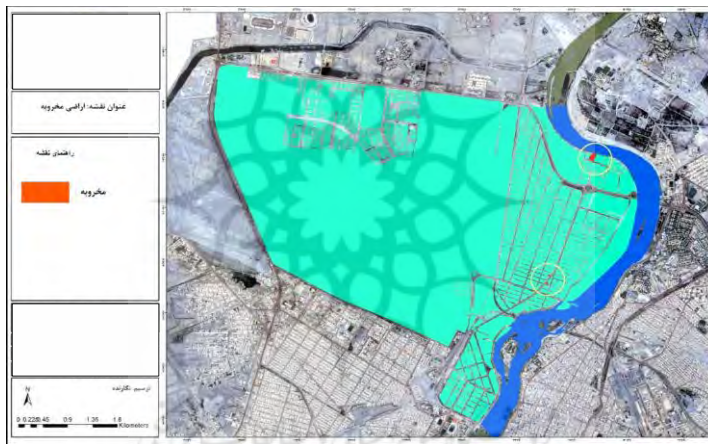 عنوان نقشه: اراضی مخروبه
راهنمای نقشه
مخروبه
ترسیم نگارنده
N
0 0.225 0.45 0.9 1.35 1.8
Kilometers